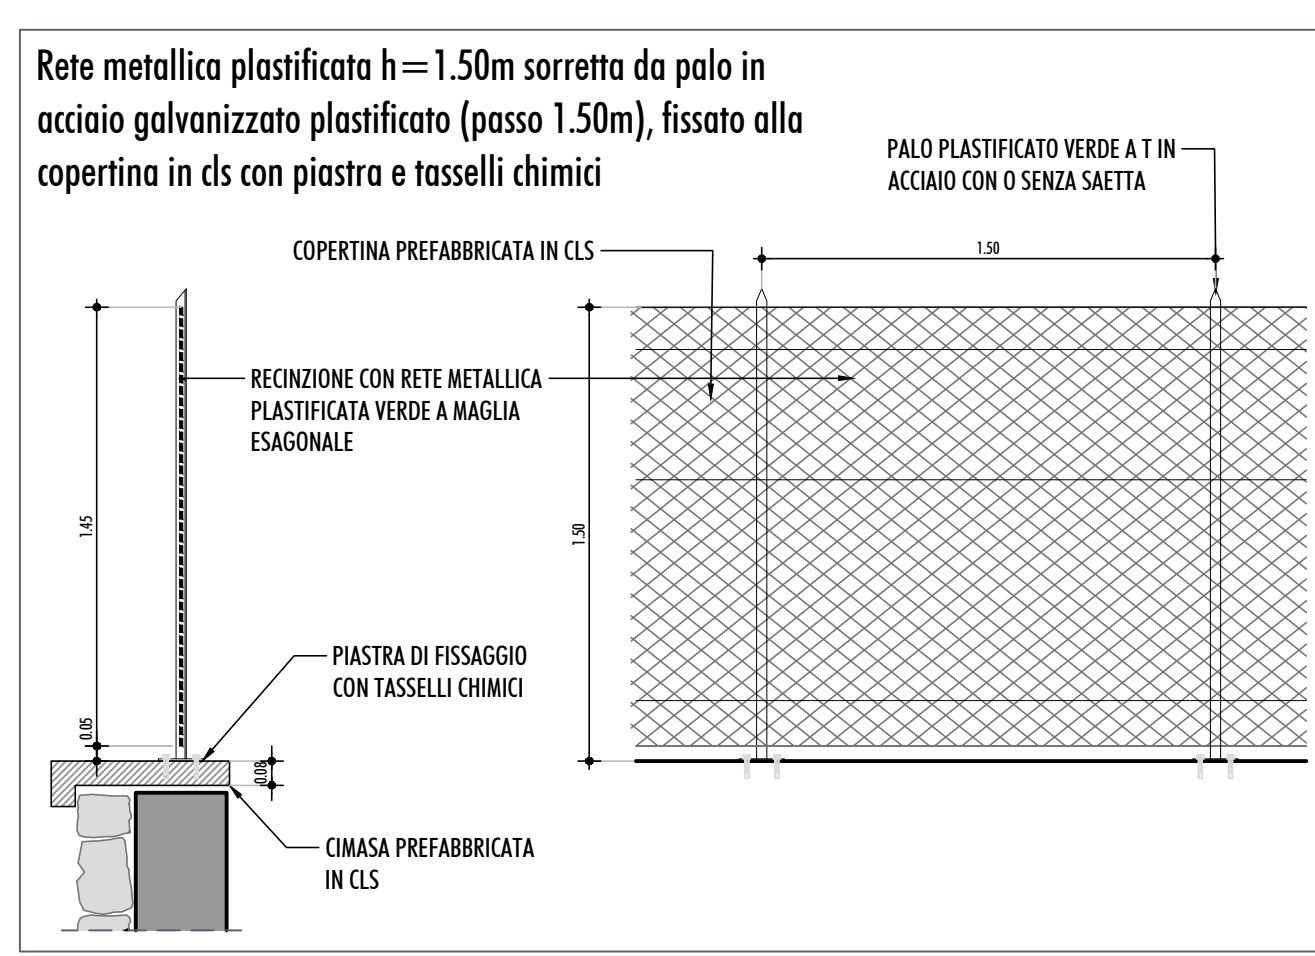 Rete metallica plastificata h=1.50m sorretta da palo in
acciaio galvanizzato plastificato (passo 1.50m), fissato alla
copertina in cls con piastra e tasselli chimici
PALO PLASTIFICATO VERDE A T IN
ACCIAIO CON O SENZA SAETTA
COPERTINA PREFABBRICATA IN CLS
1.50
RECINZIONE CON RETE METALLICA
PLASTIFICATA VERDE A MAGLIA
ESAGONALE
1.45
1.50
PIASTRA DI FISSAGGIO
CON TASSELLI CHIMICI
0.05
0.08
CIMASA PREFABBRICATA
IN CLS